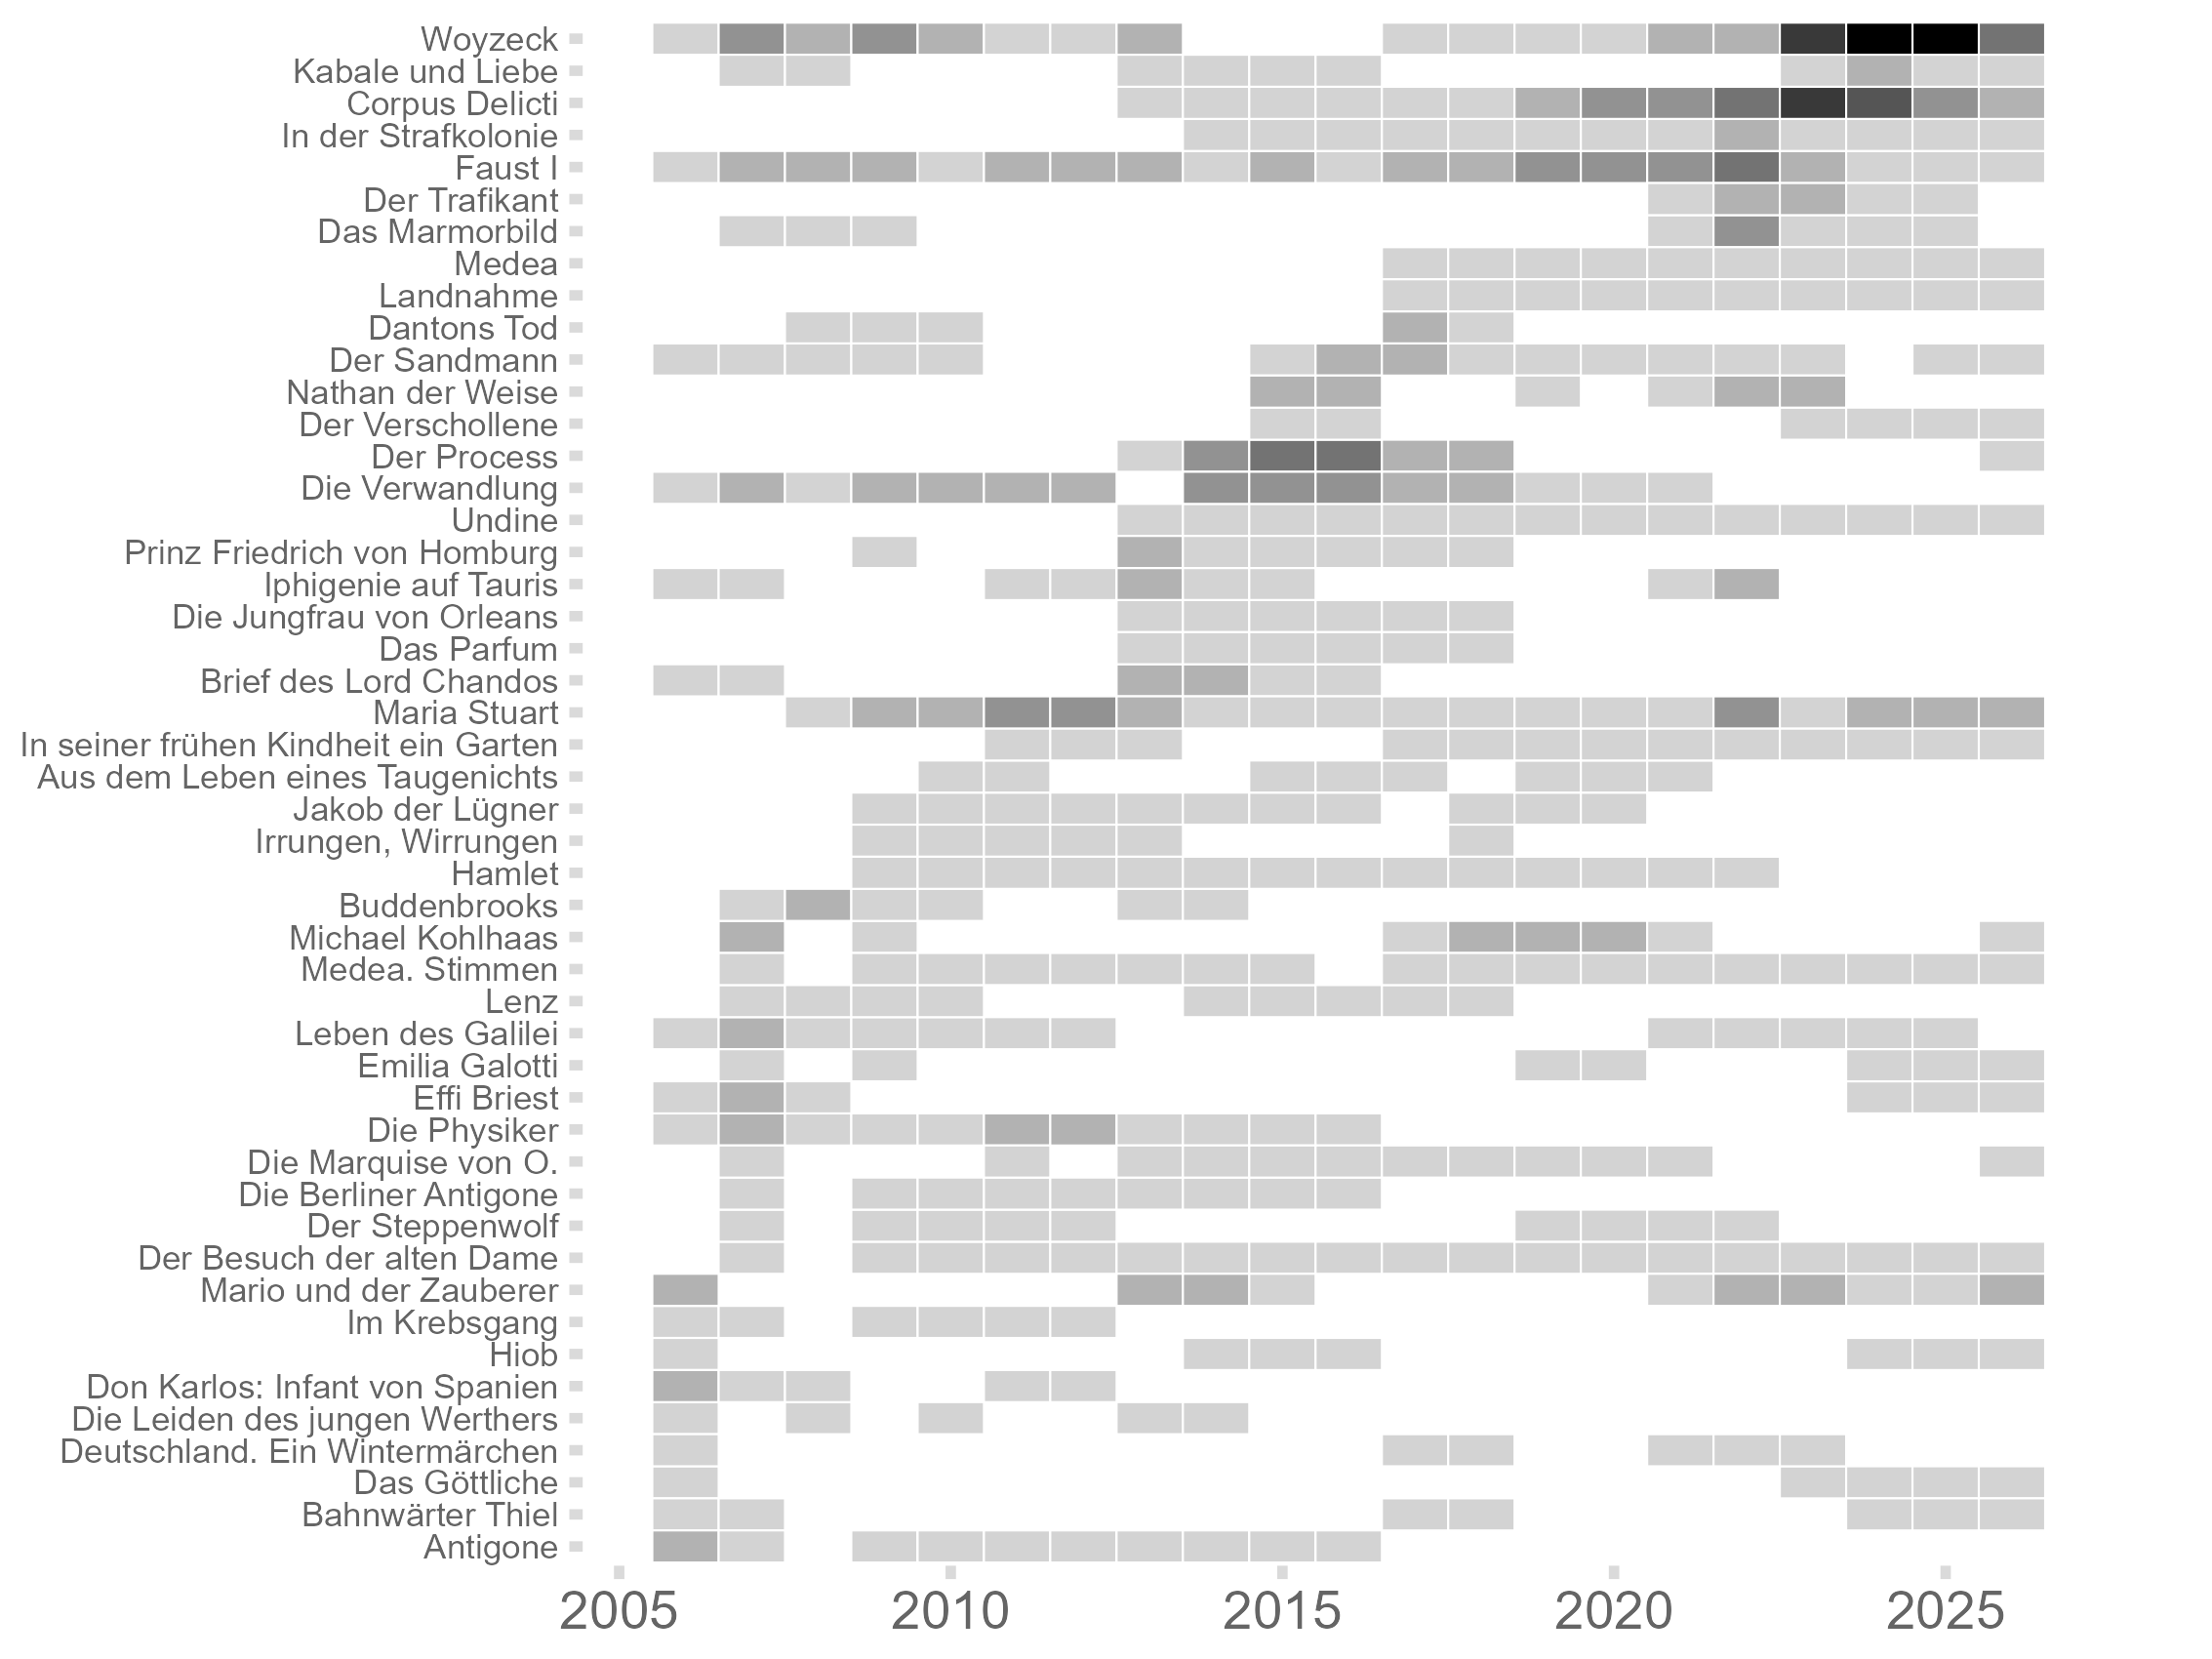 Woyzeck
Kabale und Liebe
Corpus Delicti
In der Strafkolonie
Faust I
Der Trafikant
Das Marmorbild
Medea
Landnahme
Dantons Tod
Der Sandmann
Nathan der Weise
Der Verschollene
Der Process
Die Verwandlung
Undine
Prinz Friedrich von Homburg
Iphigenie auf Tauris
Die Jungfrau von Orleans
Das Parfum
Brief des Lord Chandos
Maria Stuart
In seiner frühen Kindheit ein Garten
Aus dem Leben eines Taugenichts
Jakob der Lügner
Irrungen, Wirrungen
Hamlet
Buddenbrooks
Michael Kohlhaas
Medea. Stimmen
Lenz
Leben des Galilei
Emilia Galotti
Effi Briest
Die Physiker
Die Marquise von O.
Die Berliner Antigone
Der Steppenwolf
Der Besuch der alten Dame
Mario und der Zauberer
Im Krebsgang
Hiob
Don Karlos: Infant von Spanien
Die Leiden des jungen Werthers
Deutschland. Ein Wintermärchen
Das Göttliche
Bahnwärter Thiel
Antigone
2005 2010 2015 2020 2025